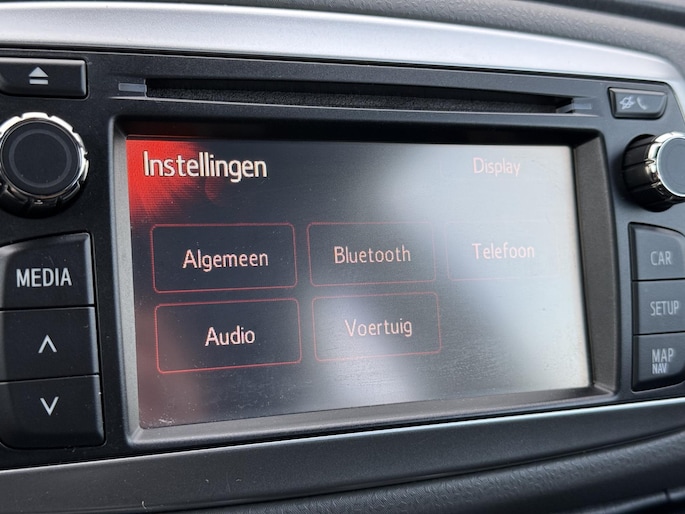 Instellingen Display
Algemeen Bluetooth Telefoon
Audio Voertuig
MEDIA
CAR
SETUP
MAP
NAV